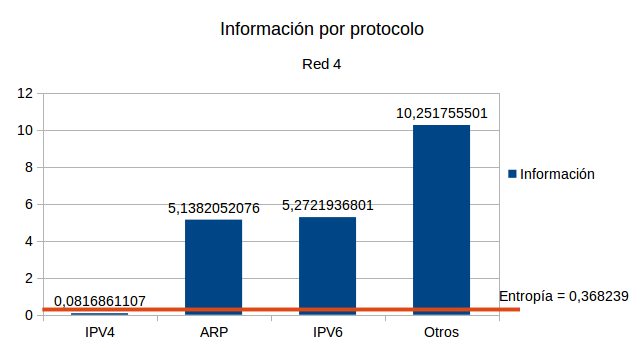 Información por protocolo
Red 4
12
10
8
6
4
2
0
0,0816861107
5,1382052076
5,2721936801
10,251755501
Información
Entropía = 0,368239
IPV4
ARP
IPV6
Otros